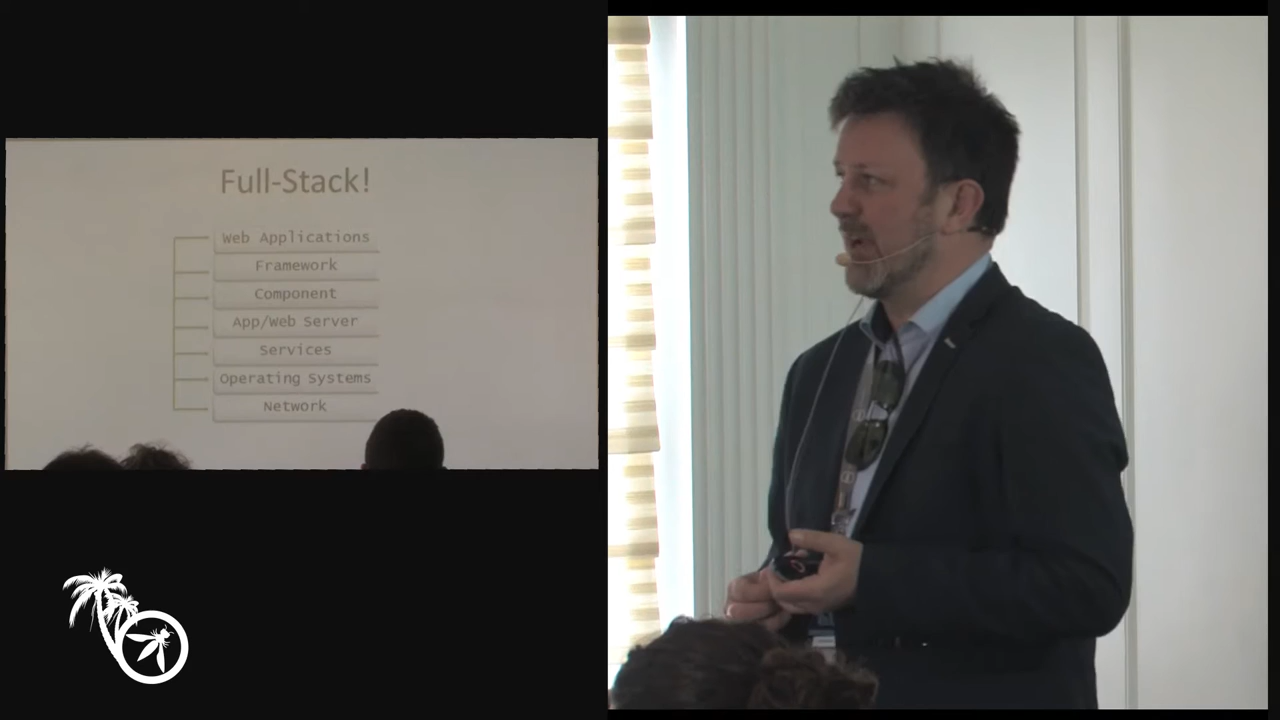 Full-Stack!
Web Applications
Framework
Component
App/Web Server
Services
Operating Systems
Network